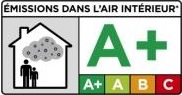 ÉMISSIONS DANS L'AIR INTÉRIEUR*
A+
A+ A B C